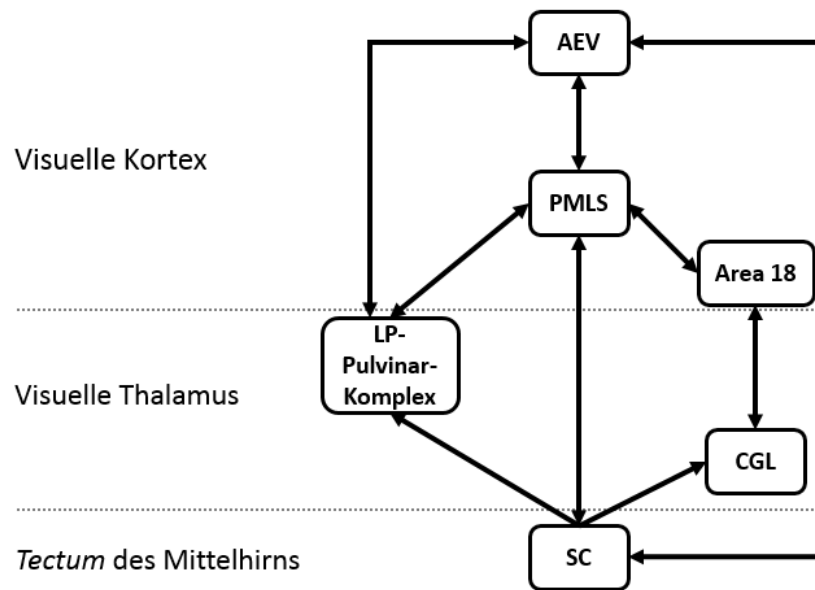 AEV
Visuelle Kortex
PMLS
Area 18
LP-
Pulvinar-
Komplex
Visuelle Thalamus
CGL
SC
Tectum des Mittelhirns